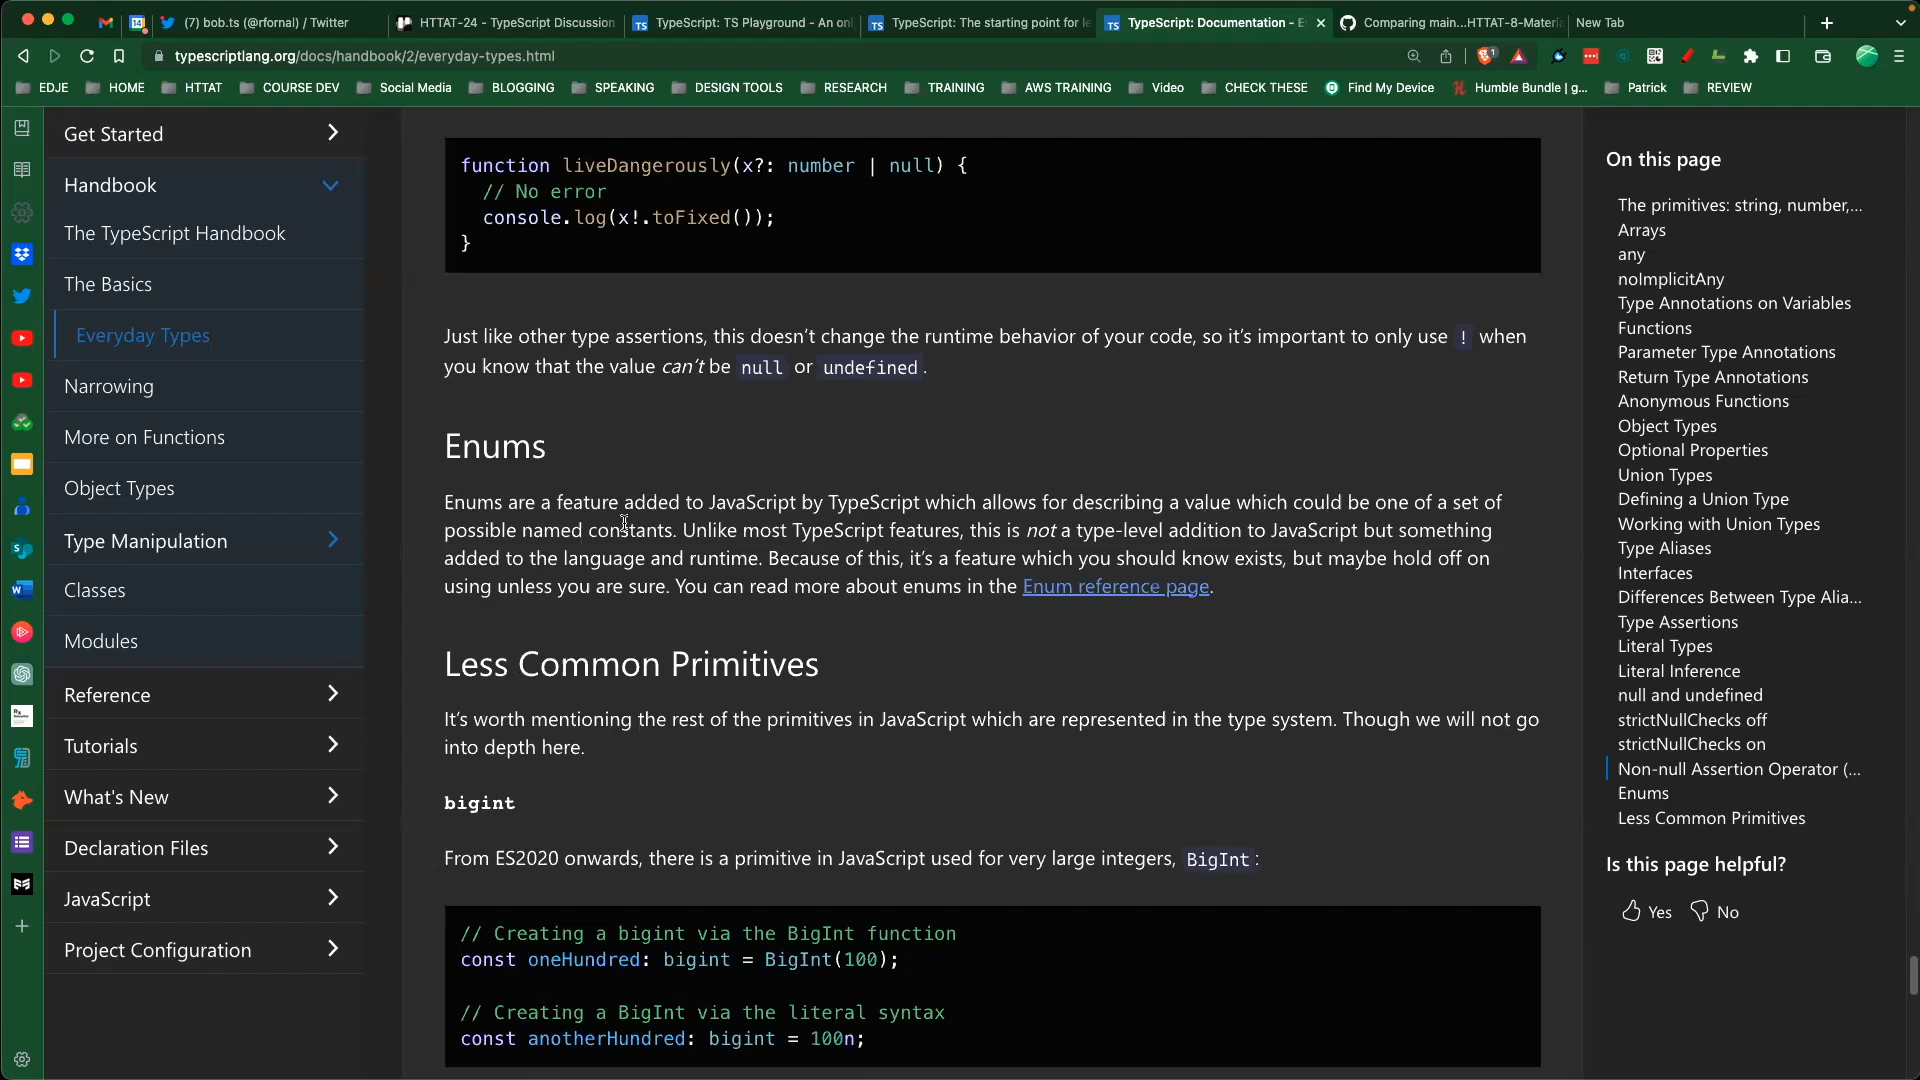 (7) bob.ts (@rfornal) / Twitter
HTTAT-24 - TypeScript Discussion
TypeScript: TS Playground - An onl
TypeScript: The starting point for le
TypeScript: Documentation - E
Comparing main...HTTAT-8-Materia
New Tab
typescriptlang.org/docs/handbook/2/everyday-types.html
EDJE
HOME
HTTAT
COURSE DEV
Social Media
BLOGGING
SPEAKING
DESIGN TOOLS
RESEARCH
TRAINING
AWS TRAINING
Video
CHECK THESE
Find My Device
Humble Bundle | g...
Patrick
REVIEW
Get Started
Handbook
The TypeScript Handbook
The Basics
Everyday Types
Narrowing
More on Functions
Object Types
Type Manipulation
Classes
Modules
Reference
Tutorials
What's New
Declaration Files
JavaScript
Project Configuration
function liveDangerously(x?: number | null) {
// No error
console.log(x!.toFixed());
}
Just like other type assertions, this doesn’t change the runtime behavior of your code, so it’s important to only use ! when
you know that the value can’t be null or undefined.
Enums
Enums are a feature added to JavaScript by TypeScript which allows for describing a value which could be one of a set of
possible named constants. Unlike most TypeScript features, this is not a type-level addition to JavaScript but something
added to the language and runtime. Because of this, it’s a feature which you should know exists, but maybe hold off on
using unless you are sure. You can read more about enums in the Enum reference page.
Less Common Primitives
It’s worth mentioning the rest of the primitives in JavaScript which are represented in the type system. Though we will not go
into depth here.
bigint
From ES2020 onwards, there is a primitive in JavaScript used for very large integers, BigInt:
// Creating a bigint via the BigInt function
const oneHundred: bigint = BigInt(100);
// Creating a BigInt via the literal syntax
const anotherHundred: bigint = 100n;
On this page
The primitives: string, number,...
Arrays
any
noImplicitAny
Type Annotations on Variables
Functions
Parameter Type Annotations
Return Type Annotations
Anonymous Functions
Object Types
Optional Properties
Union Types
Defining a Union Type
Working with Union Types
Type Aliases
Interfaces
Differences Between Type Alia...
Type Assertions
Literal Types
Literal Inference
null and undefined
strictNullChecks off
strictNullChecks on
Non-null Assertion Operator (...
Enums
Less Common Primitives
Is this page helpful?
Yes
No